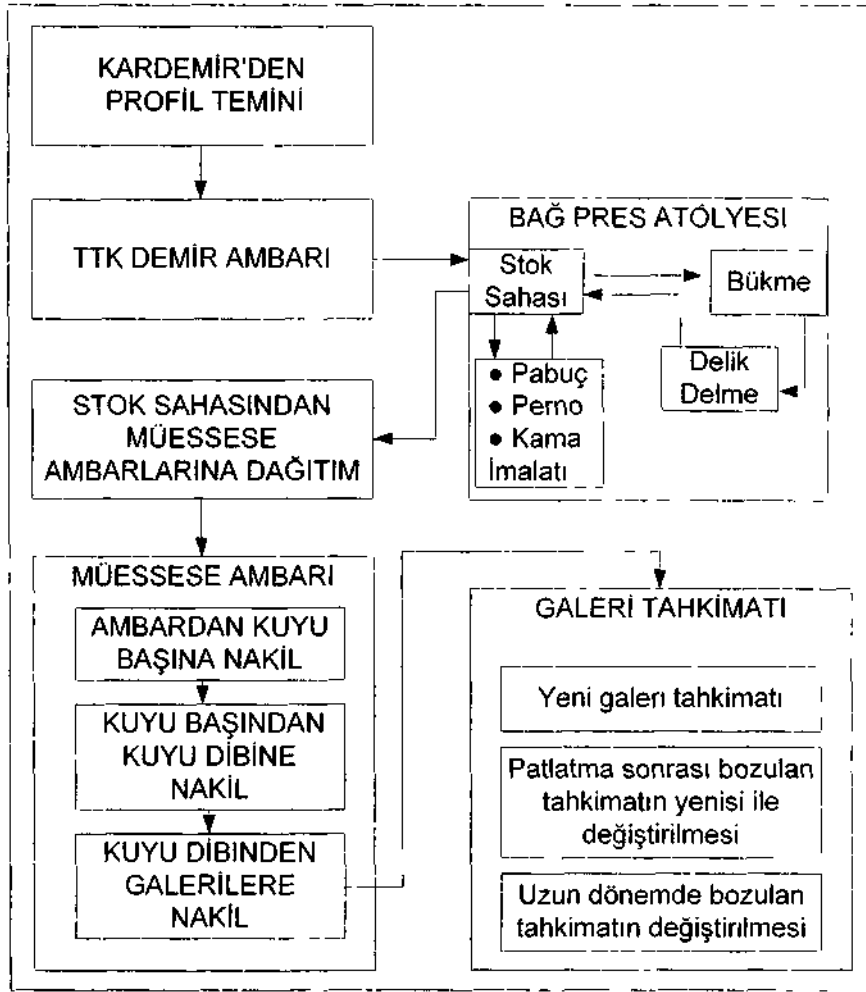 KARDEMİR'DEN
PROFİL TEMİNİ
TTK DEMİR AMBARI
BAĞ PRES ATÖLYESİ
Stok
Sahası
Bükme
Delik
Delme
● Pabuç
● Perno
● Kama
İmalatı
STOK SAHASINDAN
MÜESSESE
AMBARLARINA DAĞITIM
MÜESSESE AMBARI
AMBARDAN KUYU
BAŞINA NAKİL
KUYU BAŞINDAN
KUYU DİBİNE
NAKİL
KUYU DİBINDEN
GALERİLERE
NAKİL
GALERİ TAHKİMATI
Yeni galerı tahkimatı
Patlatma sonrası bozulan
tahkimatın yenisi ile
değiştirilmesi
Uzun dönemde bozulan
tahkimatın değiştirilmesi